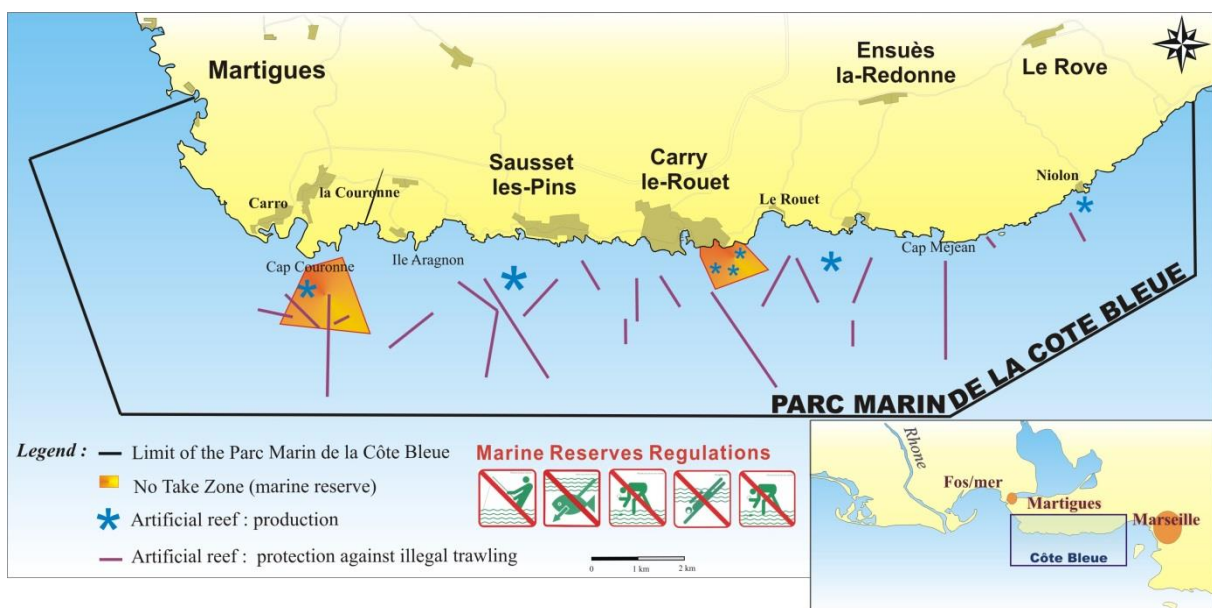 Martigues
Ensuès
la-Redonne
Le Rove
Sausset
les-Pins
Carry
le-Rouet
Carro
la Couronne
Le Rouet
Niolon
Cap Couronne
Ile Aragnon
Cap Méjean
PARC MARIN DE LA COTE BLEUE
Legend :
Limit of the Parc Marin de la Côte Bleue
No Take Zone (marine reserve)
Artificial reef : production
Artificial reef : protection against illegal trawling
Marine Reserves Regulations
0 1 km 2 km
Rhone
Fos/mer
Martigues
Marseille
Côte Bleue